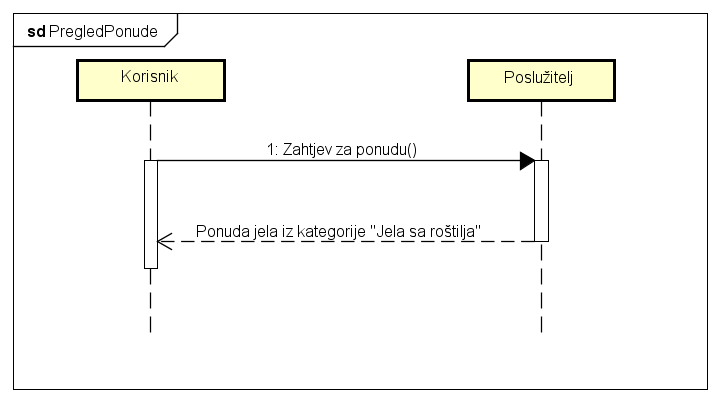 sd PregledPonude
Korisnik
Poslužitelj
1: Zahtjev za ponudu()
Ponuda jela iz kategorije "Jela sa roštilja"